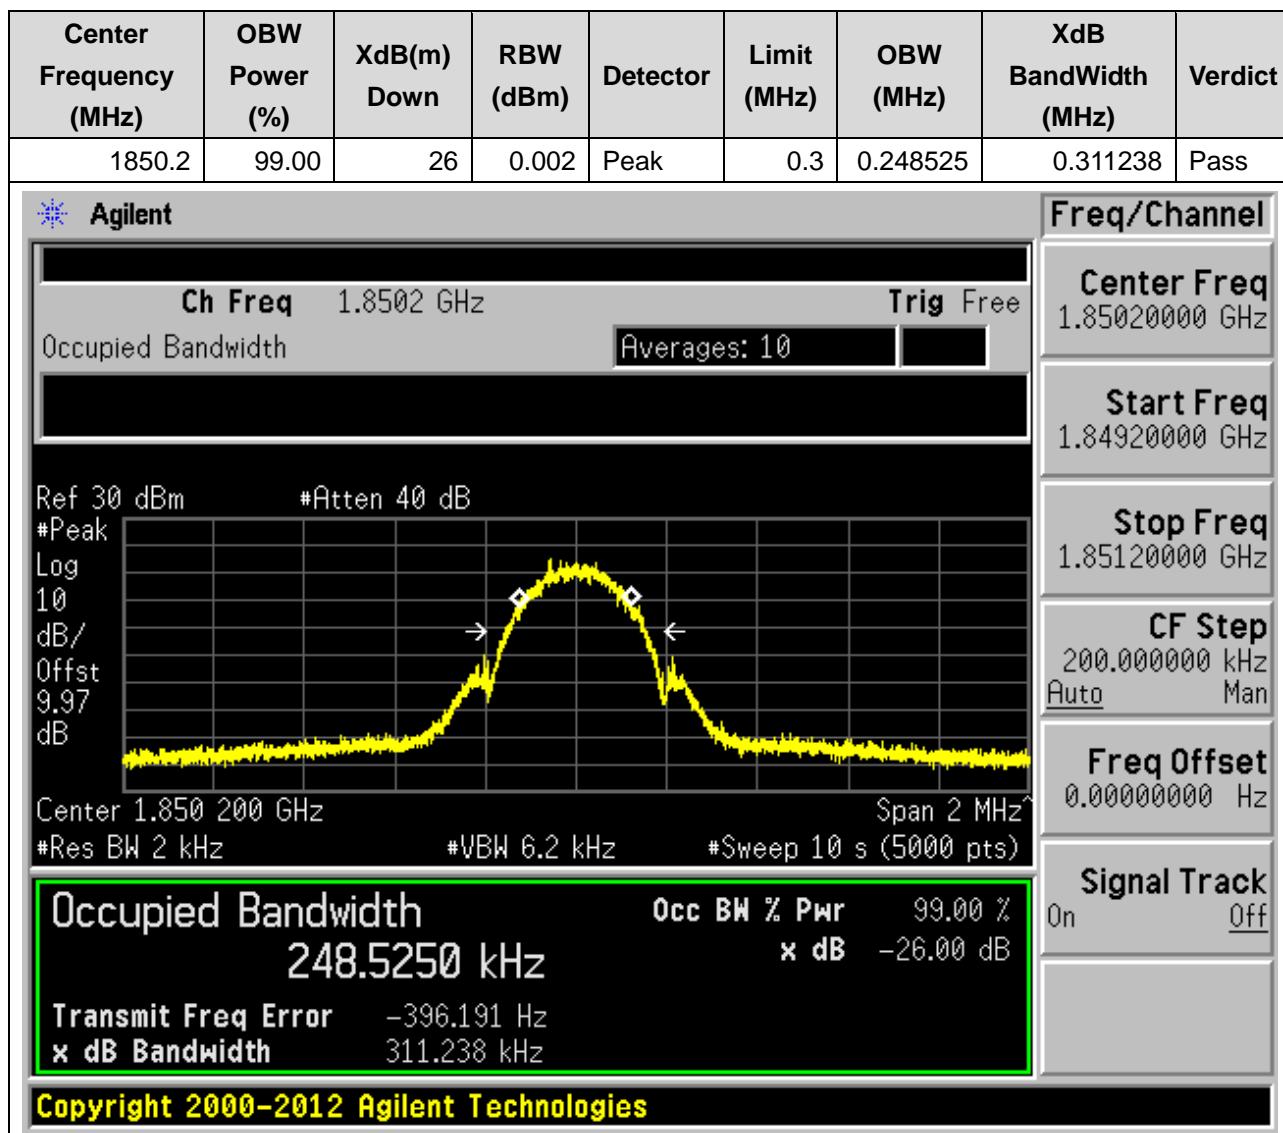 Center Frequency (MHz) OBW Power (%) XdB(m) Down RBW (dBm) Detector Limit (MHz) OBW (MHz) XdB BandWidth (MHz) Verdict
1850.2 99.00 26 0.002 Peak 0.3 0.248525 0.311238 Pass
Agilent
Freq/Channel
Ch Freq 1.8502 GHz Trig Free
Occupied Bandwidth Averages: 10
Ref 30 dBm #Atten 40 dB
#Peak
Log
10
dB/
Offst
9.97
dB
Center 1.850 200 GHz Span 2 MHz^
#Res BW 2 kHz #VBW 6.2 kHz #Sweep 10 s (5000 pts)
Occupied Bandwidth
248.5250 kHz
Occ BW % Pwr 99.00 %
x dB -26.00 dB
Transmit Freq Error -396.191 Hz
x dB Bandwidth 311.238 kHz
Center Freq
1.85020000 GHz
Start Freq
1.84920000 GHz
Stop Freq
1.85120000 GHz
CF Step
200.000000 kHz
Auto Man
Freq Offset
0.00000000 Hz
Signal Track
On Off
Copyright 2000-2012 Agilent Technologies